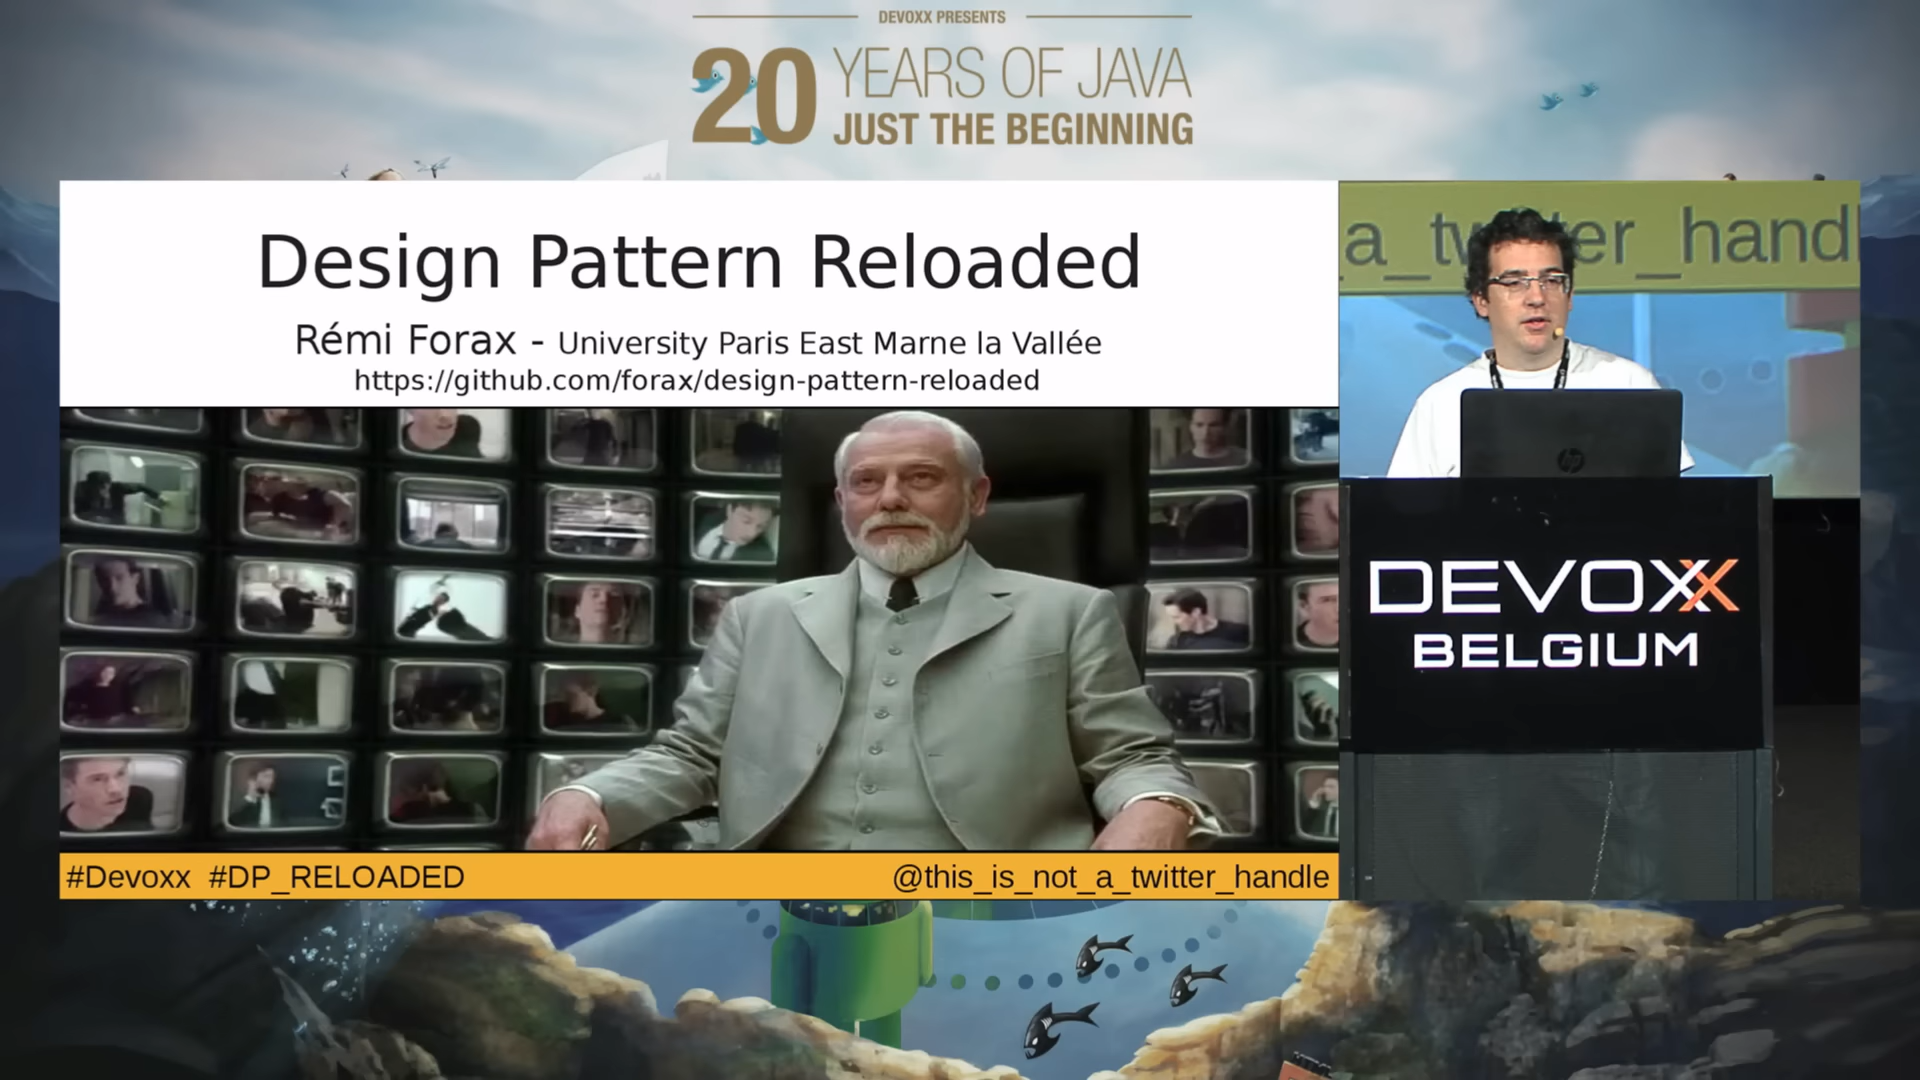 DEVOXX PRESENTS
20 YEARS OF JAVA
JUST THE BEGINNING
Design Pattern Reloaded
Rémi Forax - University Paris East Marne la Vallée
https://github.com/forax/design-pattern-reloaded
#Devoxx #DP_RELOADED
@this_is_not_a_twitter_handle
hp
DEVOXX
BELGIUM